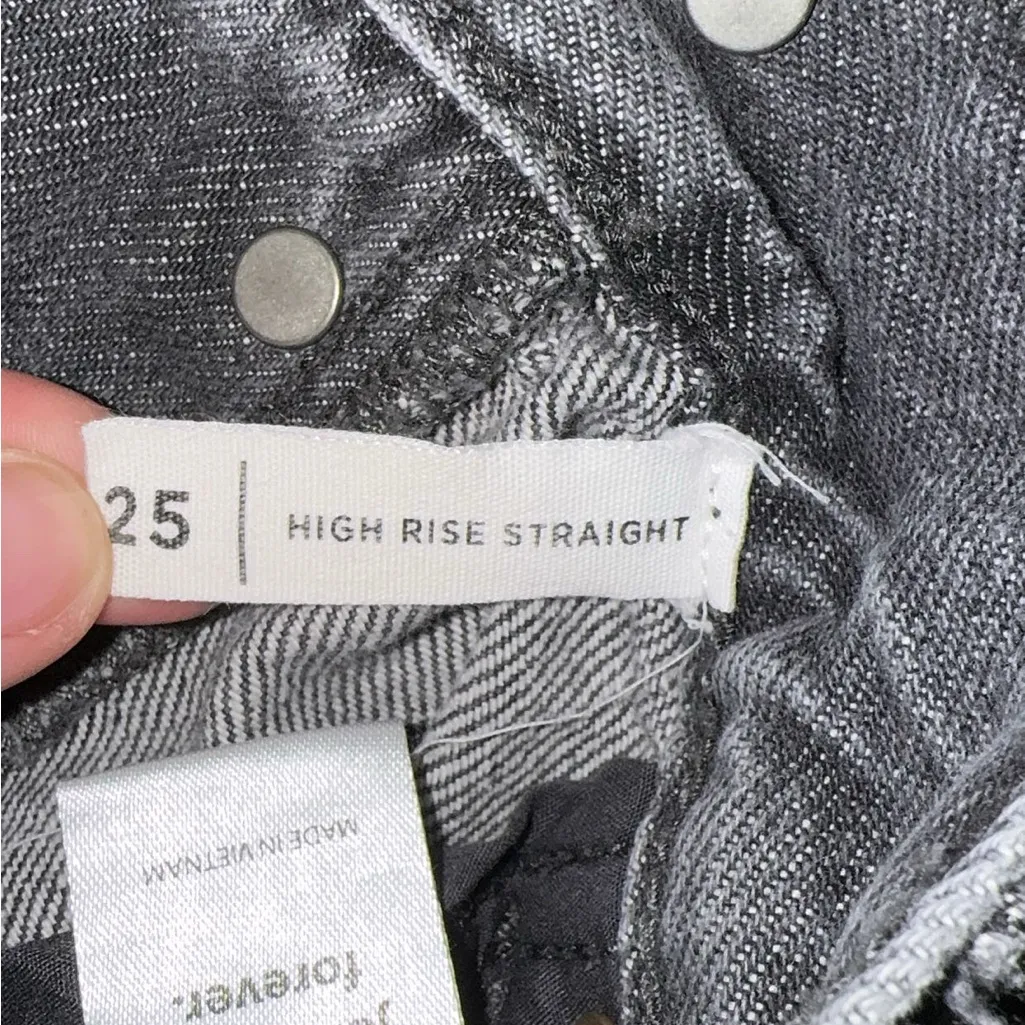 25 | HIGH RISE STRAIGHT
MADE IN VIETNAM
forever.